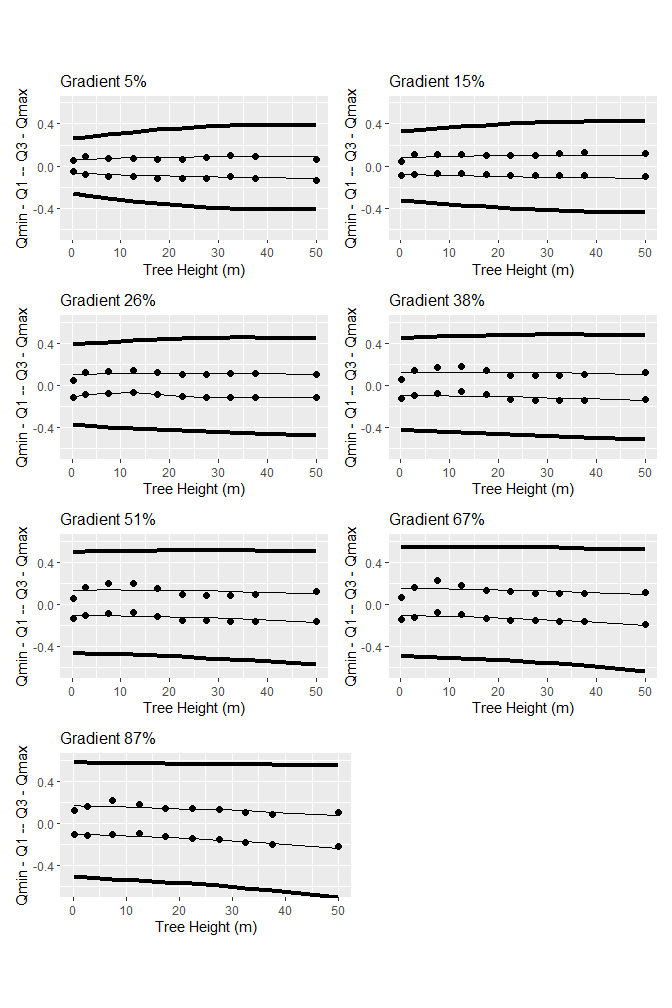 Gradient 5%
Qmin - Q1 -- Q3 - Qmax
0.4
0.0
-0.4
0 10 20 30 40 50
Tree Height (m)
Gradient 15%
Qmin - Q1 -- Q3 - Qmax
0.4
0.0
-0.4
0 10 20 30 40 50
Tree Height (m)
Gradient 26%
Qmin - Q1 -- Q3 - Qmax
0.4
0.0
-0.4
0 10 20 30 40 50
Tree Height (m)
Gradient 38%
Qmin - Q1 -- Q3 - Qmax
0.4
0.0
-0.4
0 10 20 30 40 50
Tree Height (m)
Gradient 51%
Qmin - Q1 -- Q3 - Qmax
0.4
0.0
-0.4
0 10 20 30 40 50
Tree Height (m)
Gradient 67%
Qmin - Q1 -- Q3 - Qmax
0.4
0.0
-0.4
0 10 20 30 40 50
Tree Height (m)
Gradient 87%
Qmin - Q1 -- Q3 - Qmax
0.4
0.0
-0.4
0 10 20 30 40 50
Tree Height (m)